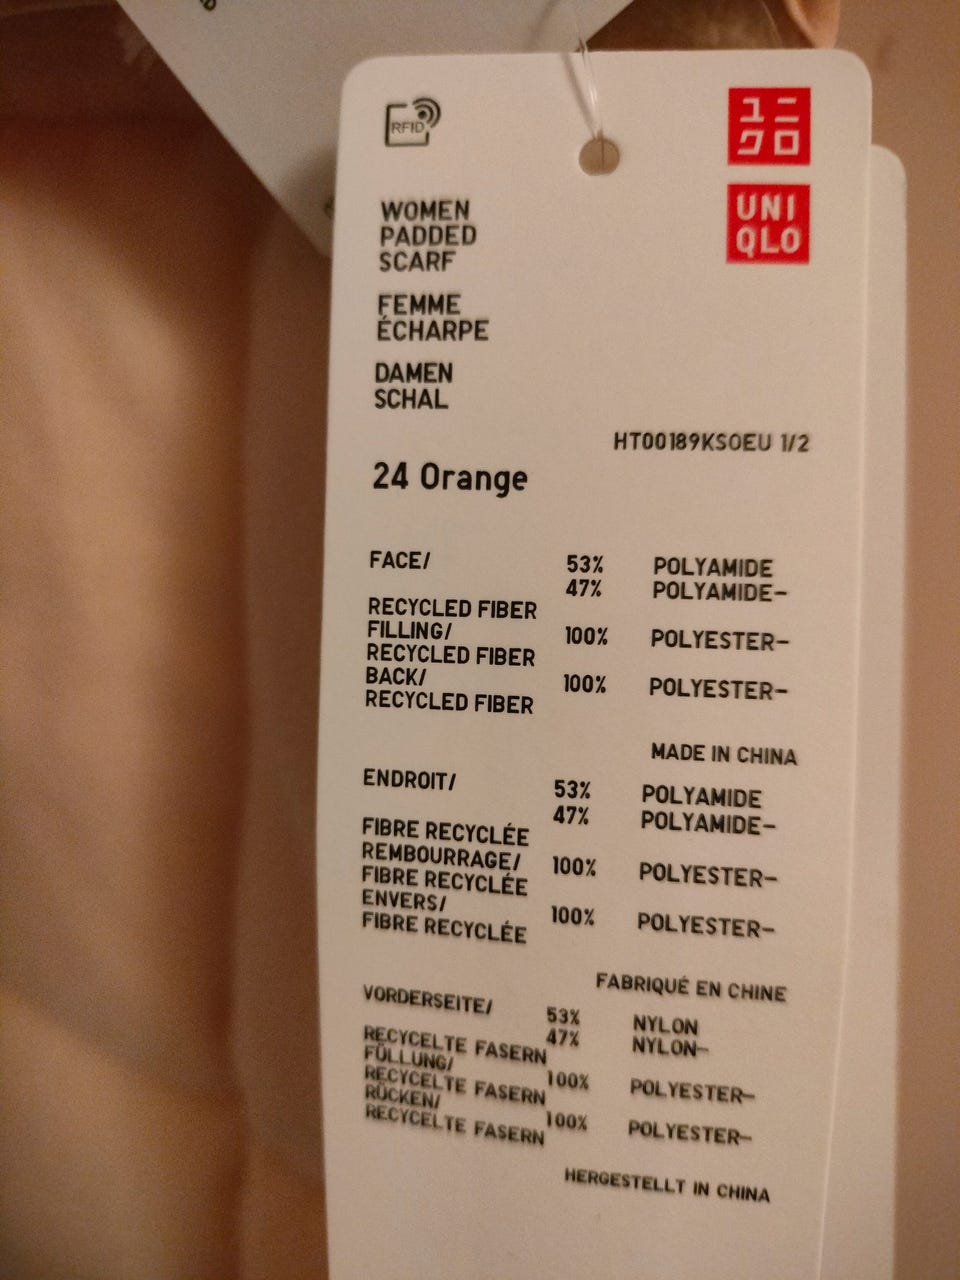 RFID
ユニ
クロ
UNI
QLO
WOMEN
PADDED
SCARF
FEMME
ÉCHARPE
DAMEN
SCHAL
HT00189KSOEU 1/2
24 Orange
FACE/ 53% POLYAMIDE
47% POLYAMIDE-
RECYCLED FIBER
FILLING/ 100% POLYESTER-
RECYCLED FIBER
BACK/ 100% POLYESTER-
RECYCLED FIBER
MADE IN CHINA
ENDROIT/ 53% POLYAMIDE
47% POLYAMIDE-
FIBRE RECYCLÉE
REMBOURRAGE/ 100% POLYESTER-
FIBRE RECYCLÉE
ENVERS/ 100% POLYESTER-
FIBRE RECYCLÉE
FABRIQUÉ EN CHINE
VORDERSEITE/ 53% NYLON
47% NYLON-
RECYCELTE FASERN
FÜLLUNG/ 100% POLYESTER-
RECYCELTE FASERN
RÜCKEN/ 100% POLYESTER-
RECYCELTE FASERN
HERGESTELLT IN CHINA